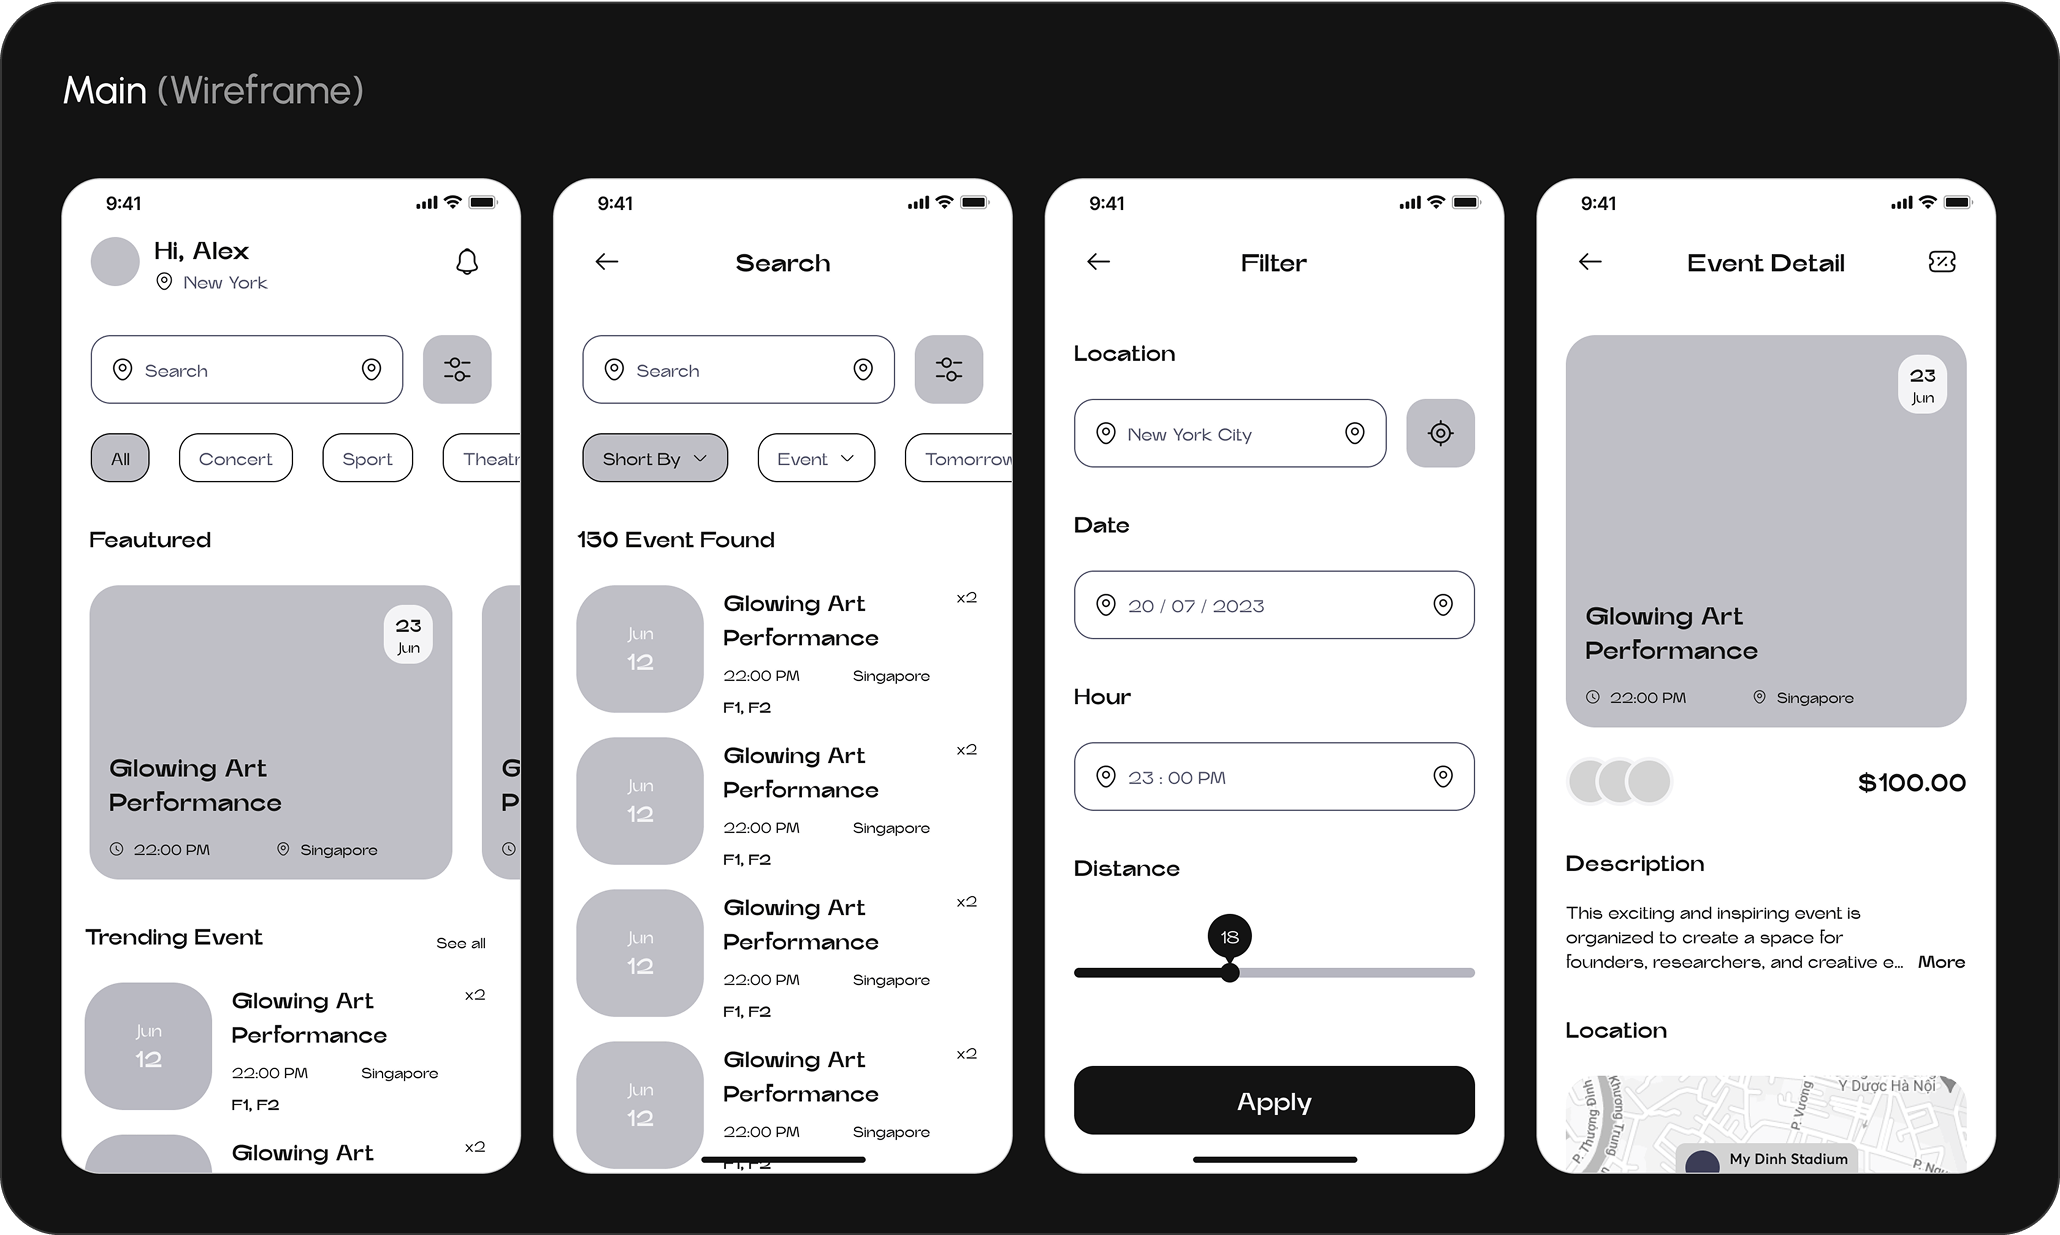 Main (Wireframe)
9:41
Hi, Alex
New York
Search
All
Concert
Sport
Theatr
Feautured
23
Jun
Glowing Art
Performance
22:00 PM
Singapore
G
P
Trending Event
See all
Jun
12
Glowing Art
Performance
x2
22:00 PM
Singapore
F1, F2
Glowing Art
x2
9:41
Search
Search
Short By
Event
Tomorrow
150 Event Found
Jun
12
Glowing Art
Performance
x2
22:00 PM
Singapore
F1, F2
Jun
12
Glowing Art
Performance
x2
22:00 PM
Singapore
F1, F2
Jun
12
Glowing Art
Performance
x2
22:00 PM
Singapore
F1, F2
Jun
12
Glowing Art
Performance
x2
22:00 PM
Singapore
F1, F2
9:41
Filter
Location
New York City
Date
20 / 07 / 2023
Hour
23 : 00 PM
Distance
18
Apply
9:41
Event Detail
23
Jun
Glowing Art
Performance
22:00 PM
Singapore
$100.00
Description
This exciting and inspiring event is
organized to create a space for
founders, researchers, and creative e... More
Location
Y Dược Hà Nội
P. Thượng Đình
Khương Trung
P. Vương
P. Ngu
My Dinh Stadium